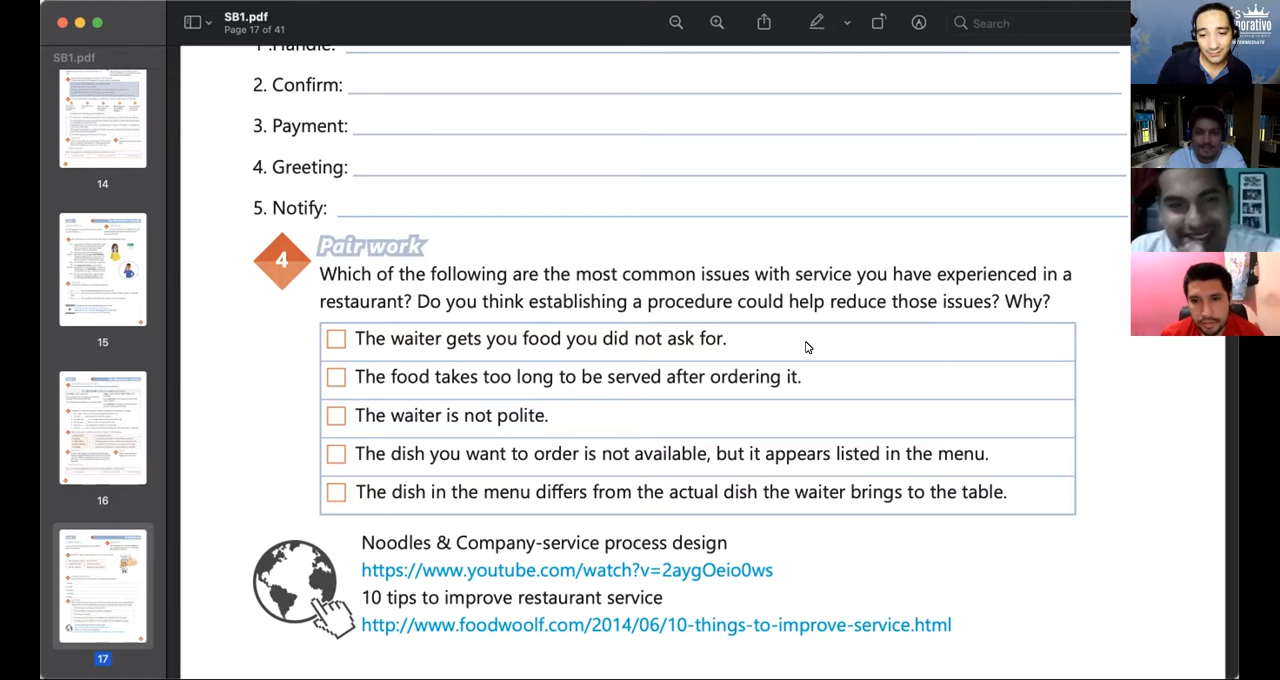 SB1.pdf
Page 17 of 41
Search
SB1.pdf
14
15
16
17
1 .Handle:
2. Confirm:
3. Payment:
4. Greeting:
5. Notify:
4
Pair work
Which of the following are the most common issues with service you have experienced in a
restaurant? Do you think establishing a procedure could help reduce those issues? Why?
The waiter gets you food you did not ask for.
The food takes too long to be served after ordering it.
The waiter is not polite.
The dish you want to order is not available, but it appears listed in the menu.
The dish in the menu differs from the actual dish the waiter brings to the table.
Noodles & Company-service process design
https://www.youtube.com/watch?v=2aygOeio0ws
10 tips to improve restaurant service
http://www.foodwolf.com/2014/06/10-things-to-improve-service.html